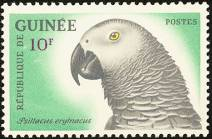 RÉPUBLIQUE DE
GUINÉE
POSTES
10F
Psittacus erythacus